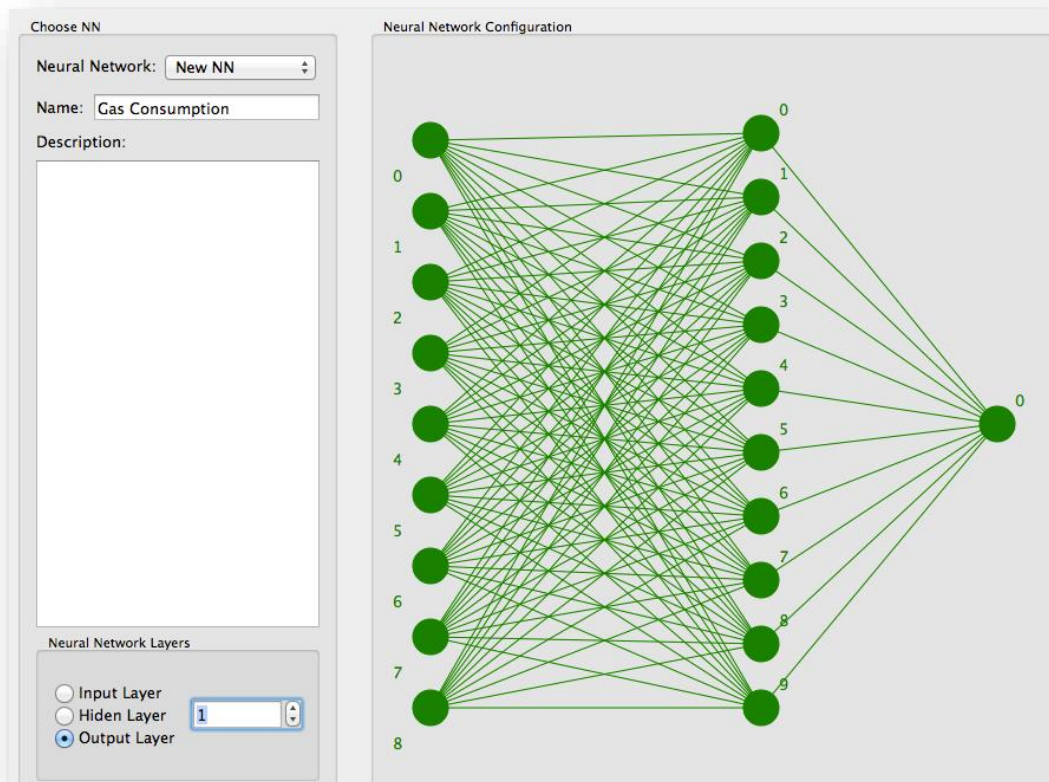 Choose NN
Neural Network: New NN
Name: Gas Consumption
Description:
Neural Network Layers
Input Layer
Hiden Layer
1
Output Layer
Neural Network Configuration
0
1
2
3
4
5
6
7
8
0
1
2
3
4
5
6
7
8
9
0